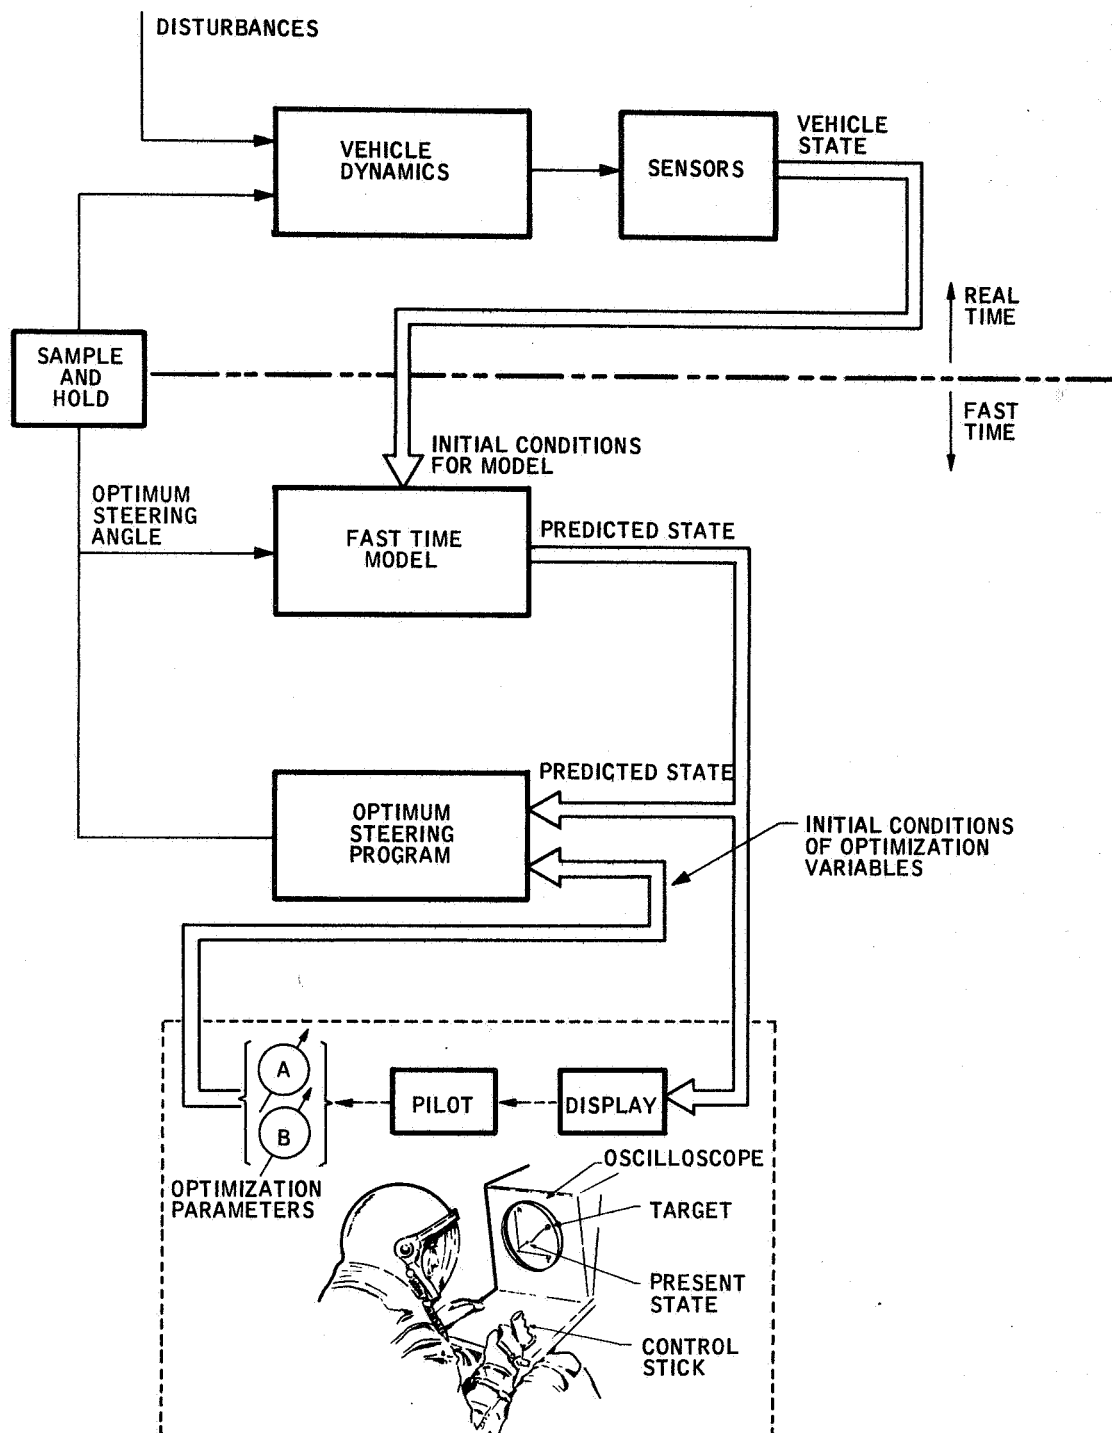 DISTURBANCES
VEHICLE
DYNAMICS
SENSORS
VEHICLE
STATE
REAL
TIME
SAMPLE
AND
HOLD
FAST
TIME
INITIAL CONDITIONS
FOR MODEL
OPTIMUM
STEERING
ANGLE
FAST TIME
MODEL
PREDICTED STATE
PREDICTED STATE
OPTIMUM
STEERING
PROGRAM
INITIAL CONDITIONS
OF OPTIMIZATION
VARIABLES
A
B
PILOT
DISPLAY
OPTIMIZATION
PARAMETERS
OSCILLOSCOPE
TARGET
PRESENT
STATE
CONTROL
STICK